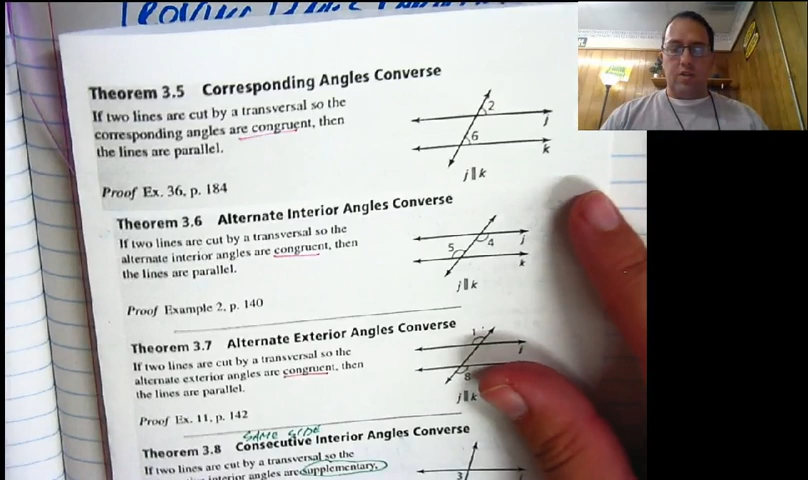 Theorem 3.5 Corresponding Angles Converse
If two lines are cut by a transversal so the
corresponding angles are congruent, then
the lines are parallel.
2
j
6
k
j ∥ k
Proof Ex. 36, p. 184
Theorem 3.6 Alternate Interior Angles Converse
If two lines are cut by a transversal so the
alternate interior angles are congruent, then
the lines are parallel.
j
5
4
k
j ∥ k
Proof Example 2, p. 140
Theorem 3.7 Alternate Exterior Angles Converse
If two lines are cut by a transversal so the
alternate exterior angles are congruent, then
the lines are parallel.
1
j
8
j ∥ k
Proof Ex. 11, p. 142
SAME SIDE
Theorem 3.8 Consecutive Interior Angles Converse
If two lines are cut by a transversal so the
interior angles are supplementary,
3